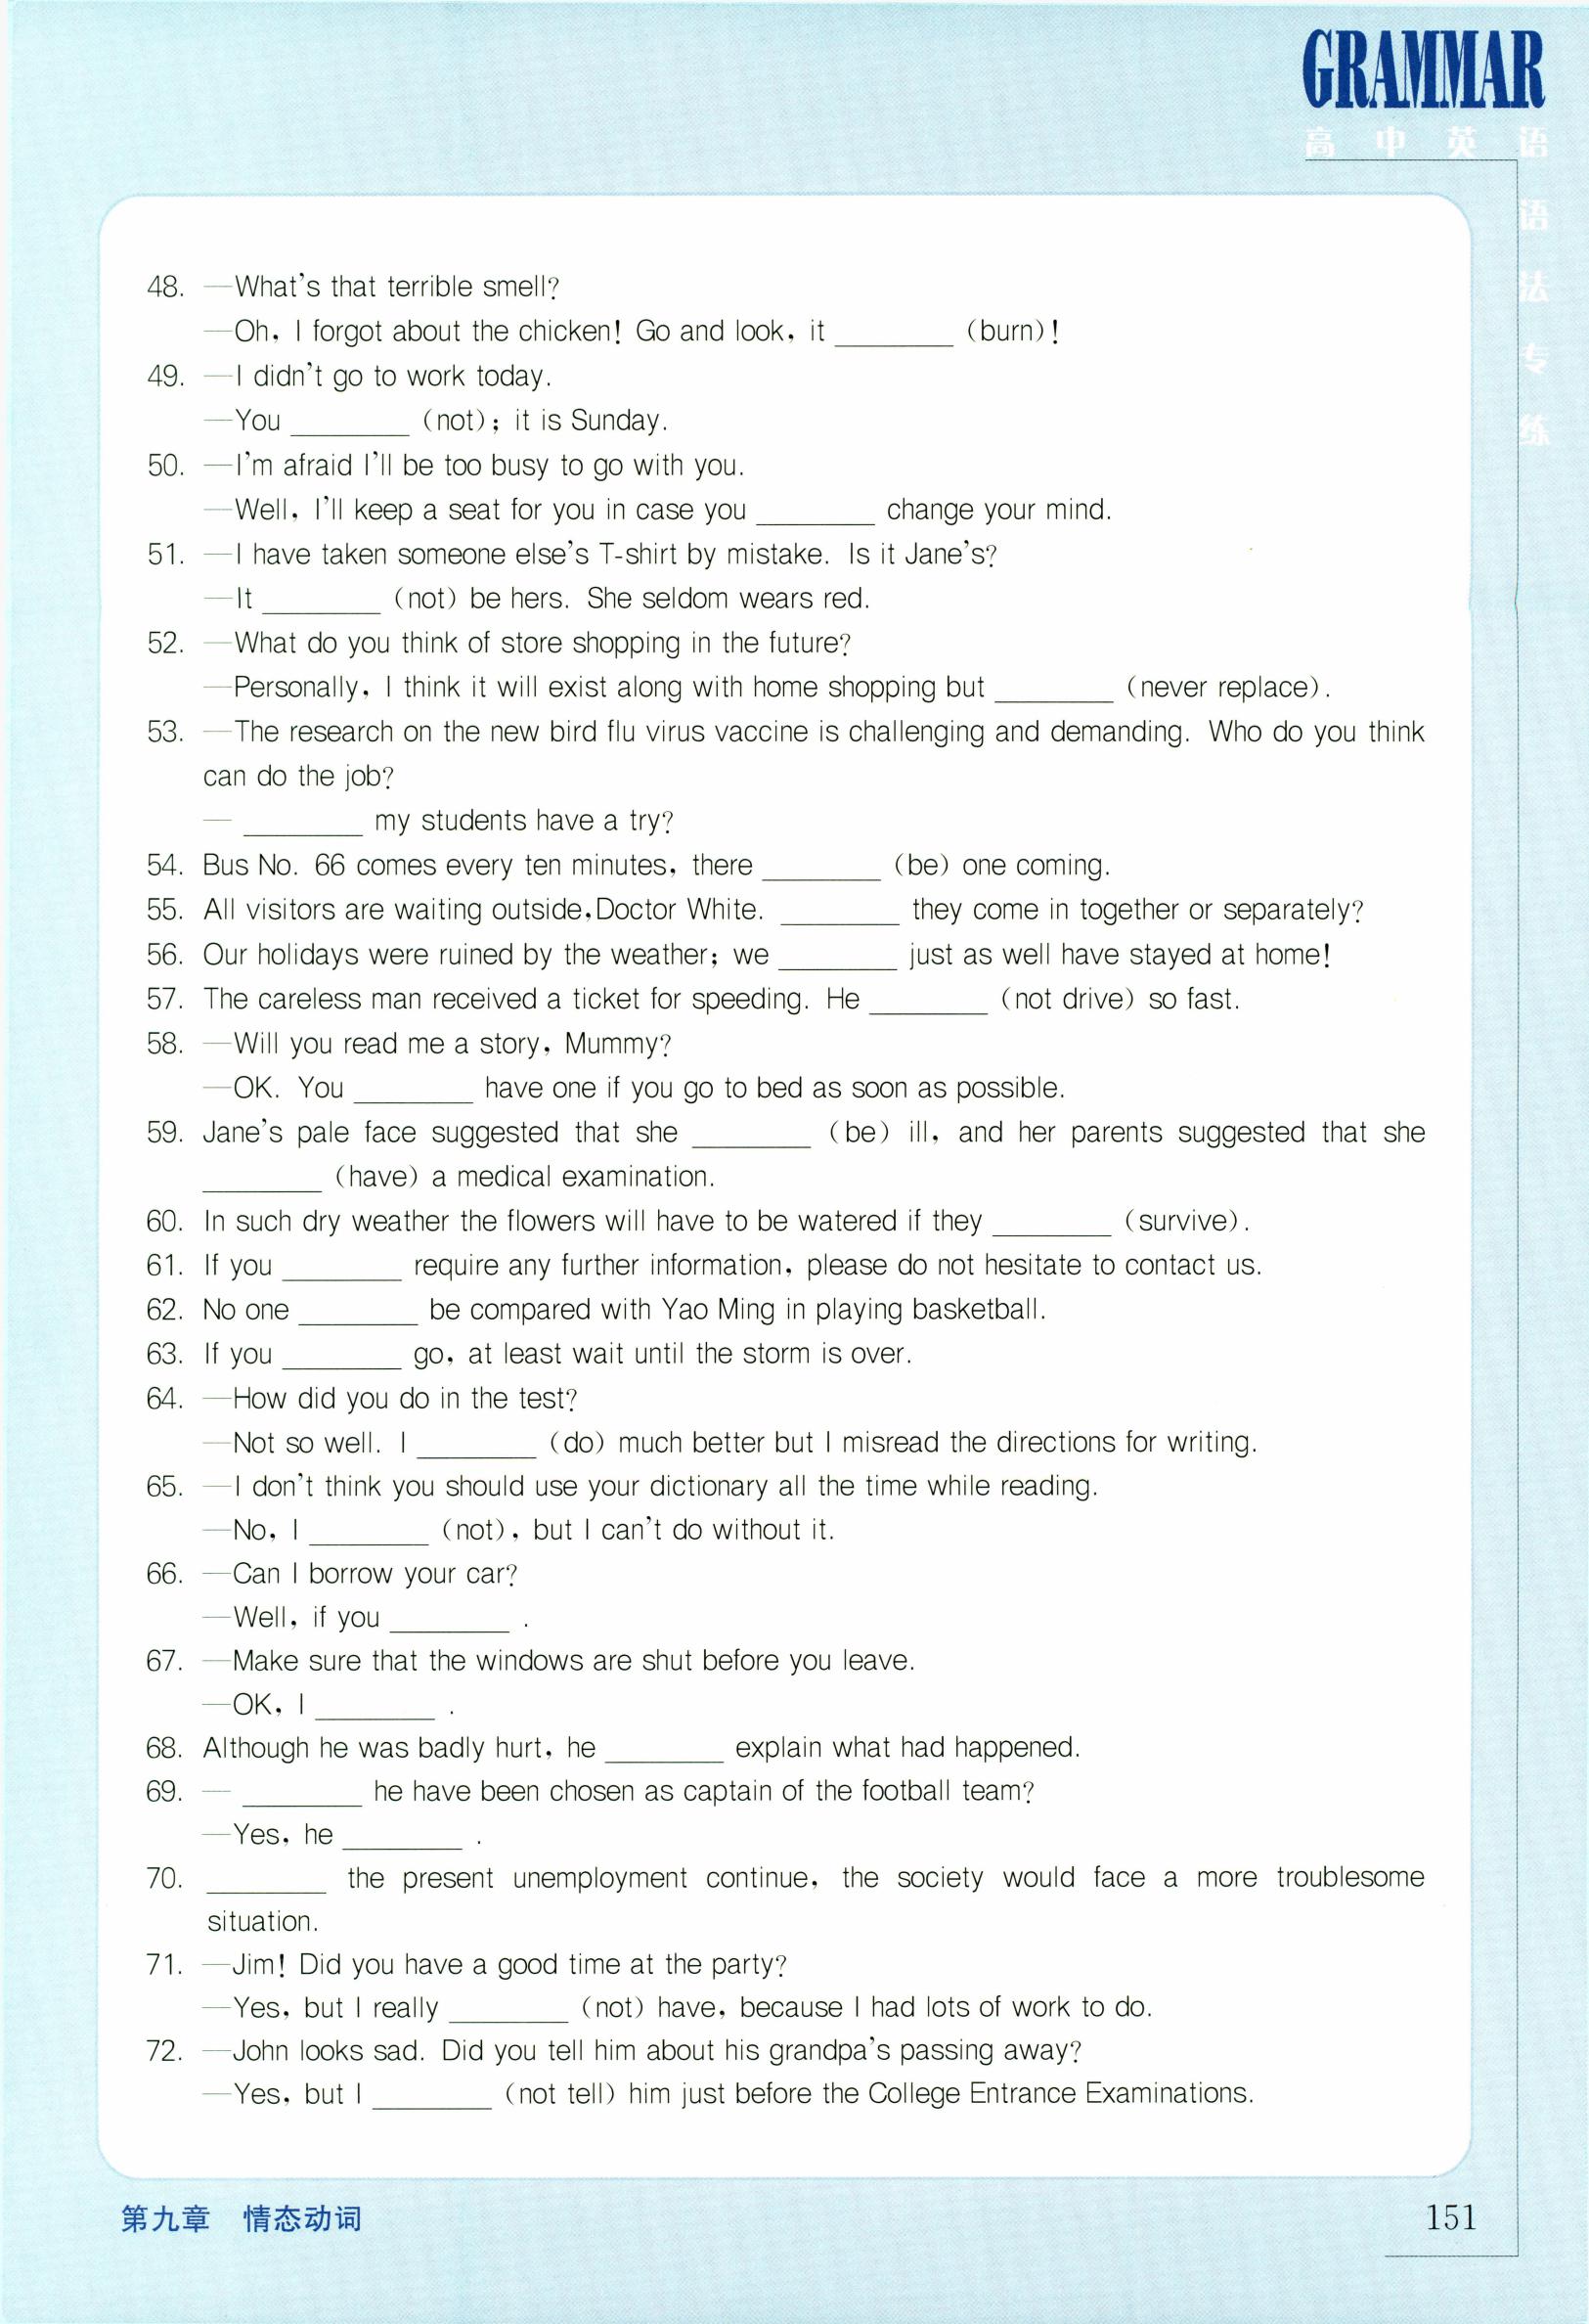 GRAMMAR
高中英语
语法专练
48. —What's that terrible smell?
—Oh, I forgot about the chicken! Go and look, it ________ (burn)!
49. —I didn't go to work today.
—You ________ (not); it is Sunday.
50. —I'm afraid I'll be too busy to go with you.
—Well, I'll keep a seat for you in case you ________ change your mind.
51. —I have taken someone else's T-shirt by mistake. Is it Jane's?
—It ________ (not) be hers. She seldom wears red.
52. —What do you think of store shopping in the future?
—Personally, I think it will exist along with home shopping but ________ (never replace).
53. —The research on the new bird flu virus vaccine is challenging and demanding. Who do you think
can do the job?
— ________ my students have a try?
54. Bus No. 66 comes every ten minutes, there ________ (be) one coming.
55. All visitors are waiting outside, Doctor White. ________ they come in together or separately?
56. Our holidays were ruined by the weather; we ________ just as well have stayed at home!
57. The careless man received a ticket for speeding. He ________ (not drive) so fast.
58. —Will you read me a story, Mummy?
—OK. You ________ have one if you go to bed as soon as possible.
59. Jane's pale face suggested that she ________ (be) ill, and her parents suggested that she
________ (have) a medical examination.
60. In such dry weather the flowers will have to be watered if they ________ (survive).
61. If you ________ require any further information, please do not hesitate to contact us.
62. No one ________ be compared with Yao Ming in playing basketball.
63. If you ________ go, at least wait until the storm is over.
64. —How did you do in the test?
—Not so well. I ________ (do) much better but I misread the directions for writing.
65. —I don't think you should use your dictionary all the time while reading.
—No, I ________ (not), but I can't do without it.
66. —Can I borrow your car?
—Well, if you ________ .
67. —Make sure that the windows are shut before you leave.
—OK, I ________ .
68. Although he was badly hurt, he ________ explain what had happened.
69. — ________ he have been chosen as captain of the football team?
—Yes, he ________ .
70. ________ the present unemployment continue, the society would face a more troublesome
situation.
71. —Jim! Did you have a good time at the party?
—Yes, but I really ________ (not) have, because I had lots of work to do.
72. —John looks sad. Did you tell him about his grandpa's passing away?
—Yes, but I ________ (not tell) him just before the College Entrance Examinations.
第九章 情态动词
151